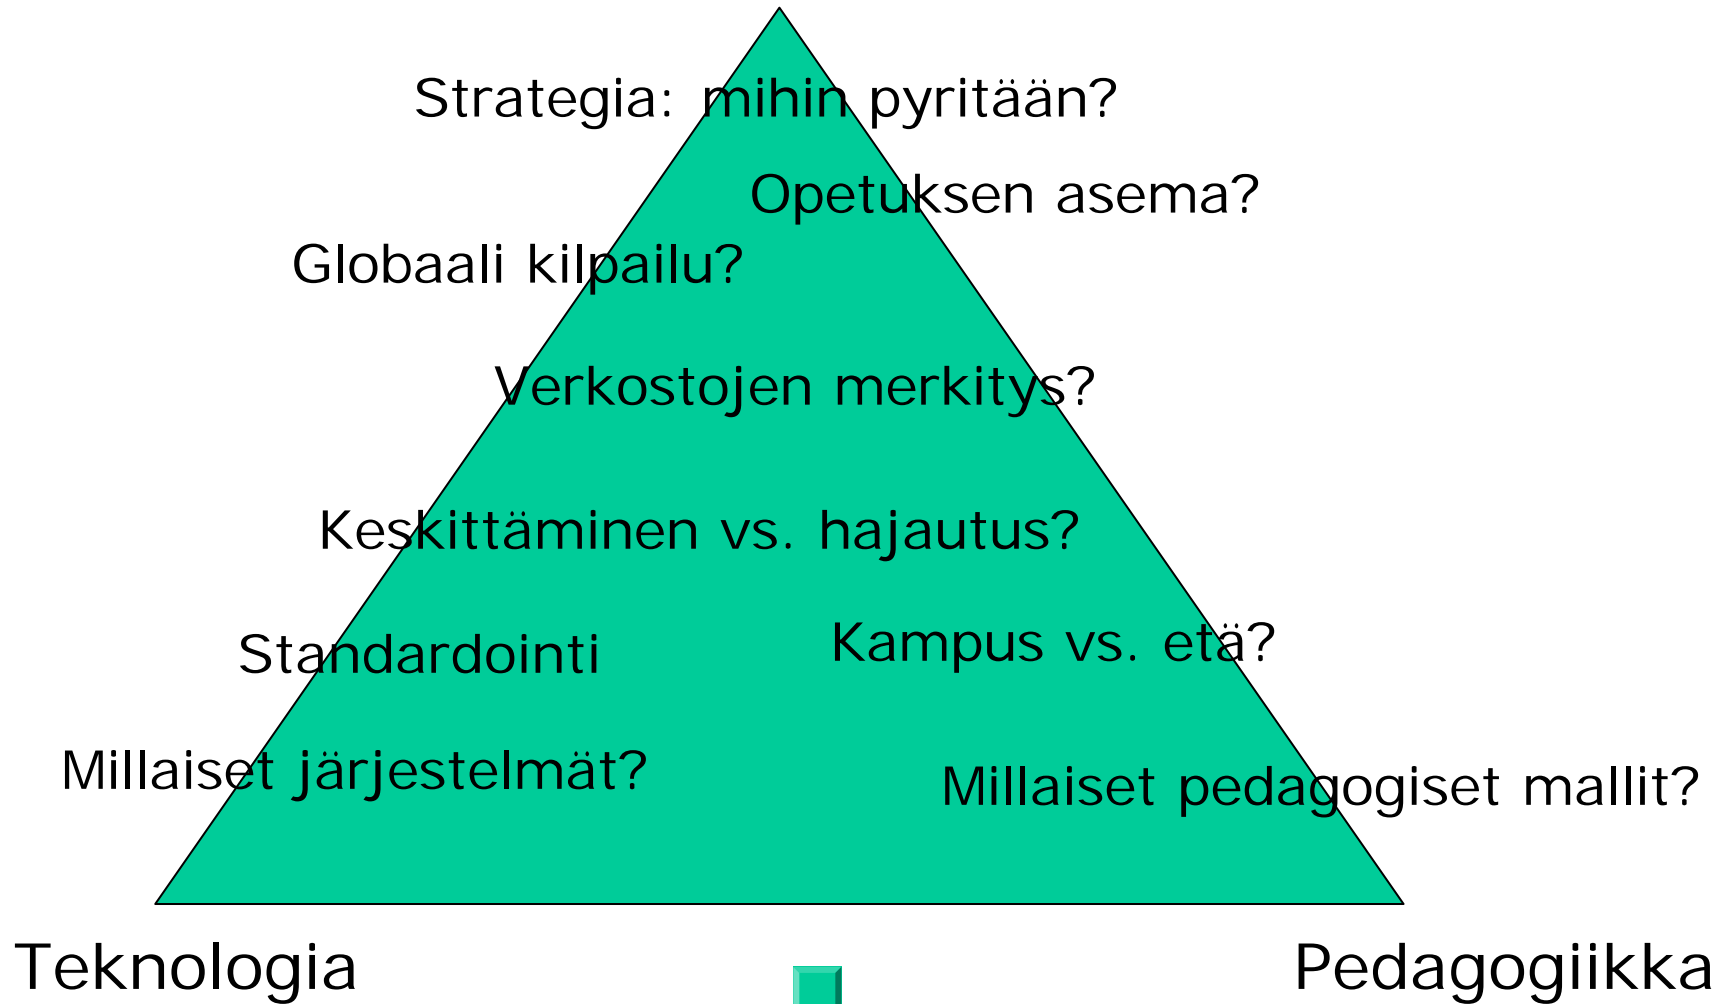 Strategia: mihin pyritään?
Opetuksen asema?
Globaali kilpailu?
Verkostojen merkitys?
Keskittäminen vs. hajautus?
Standardointi
Kampus vs. etä?
Millaiset järjestelmät?
Millaiset pedagogiset mallit?
Teknologia
Pedagogiikka